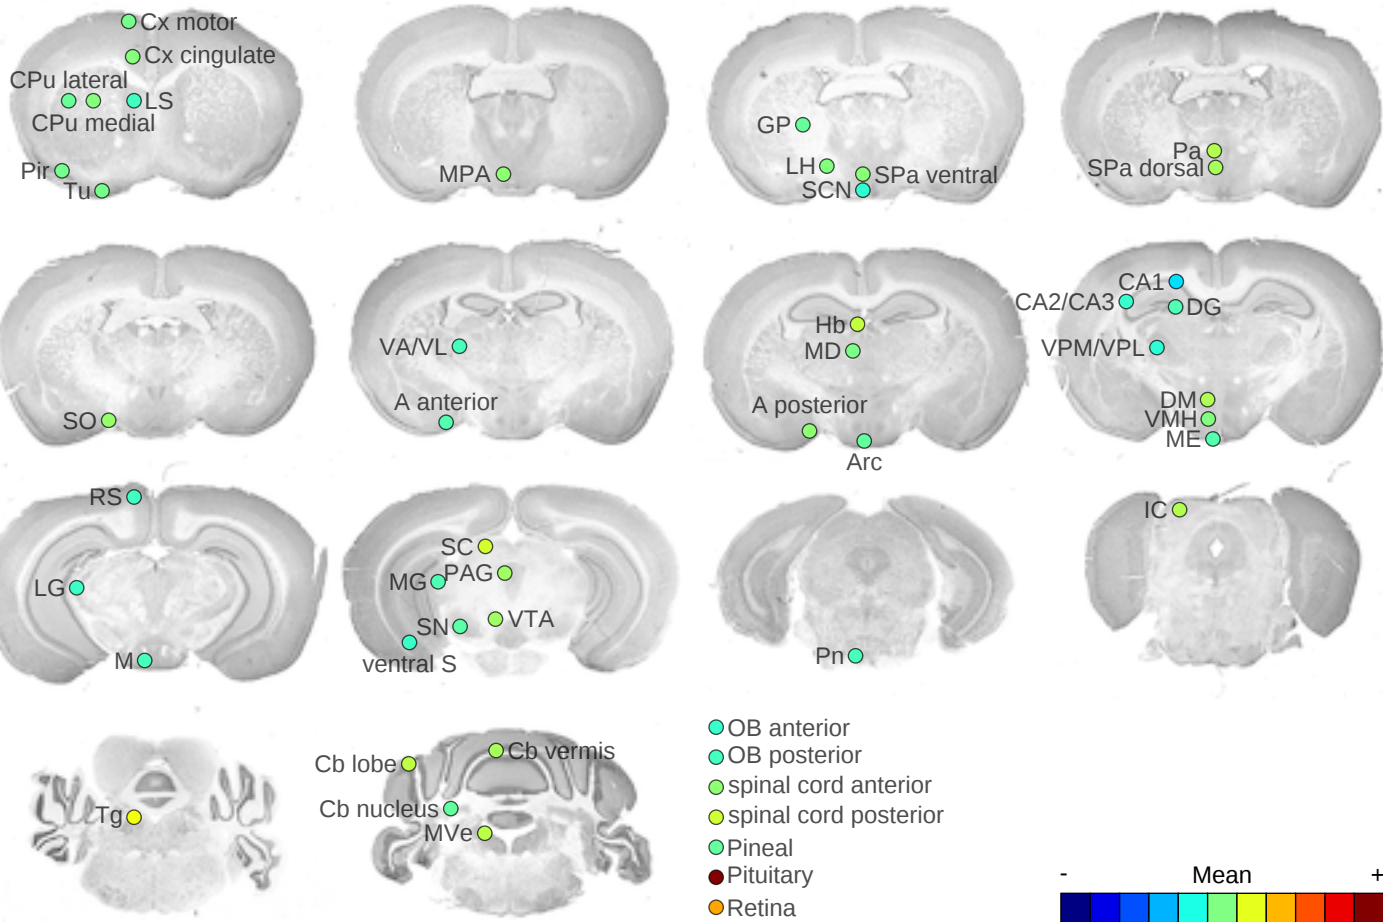 Cx motor
Cx cingulate
CPu lateral
LS
CPu medial
Pir
Tu
MPA
GP
LH
SPa ventral
SCN
Pa
SPa dorsal
SO
VA/VL
A anterior
Hb
MD
A posterior
Arc
CA1
CA2/CA3
DG
VPM/VPL
DM
VMH
ME
RS
LG
M
SC
PAG
MG
SN
VTA
ventral S
Pn
IC
Tg
Cb vermis
Cb lobe
Cb nucleus
MVe
OB anterior
OB posterior
spinal cord anterior
spinal cord posterior
Pineal
Pituitary
Retina
- Mean +